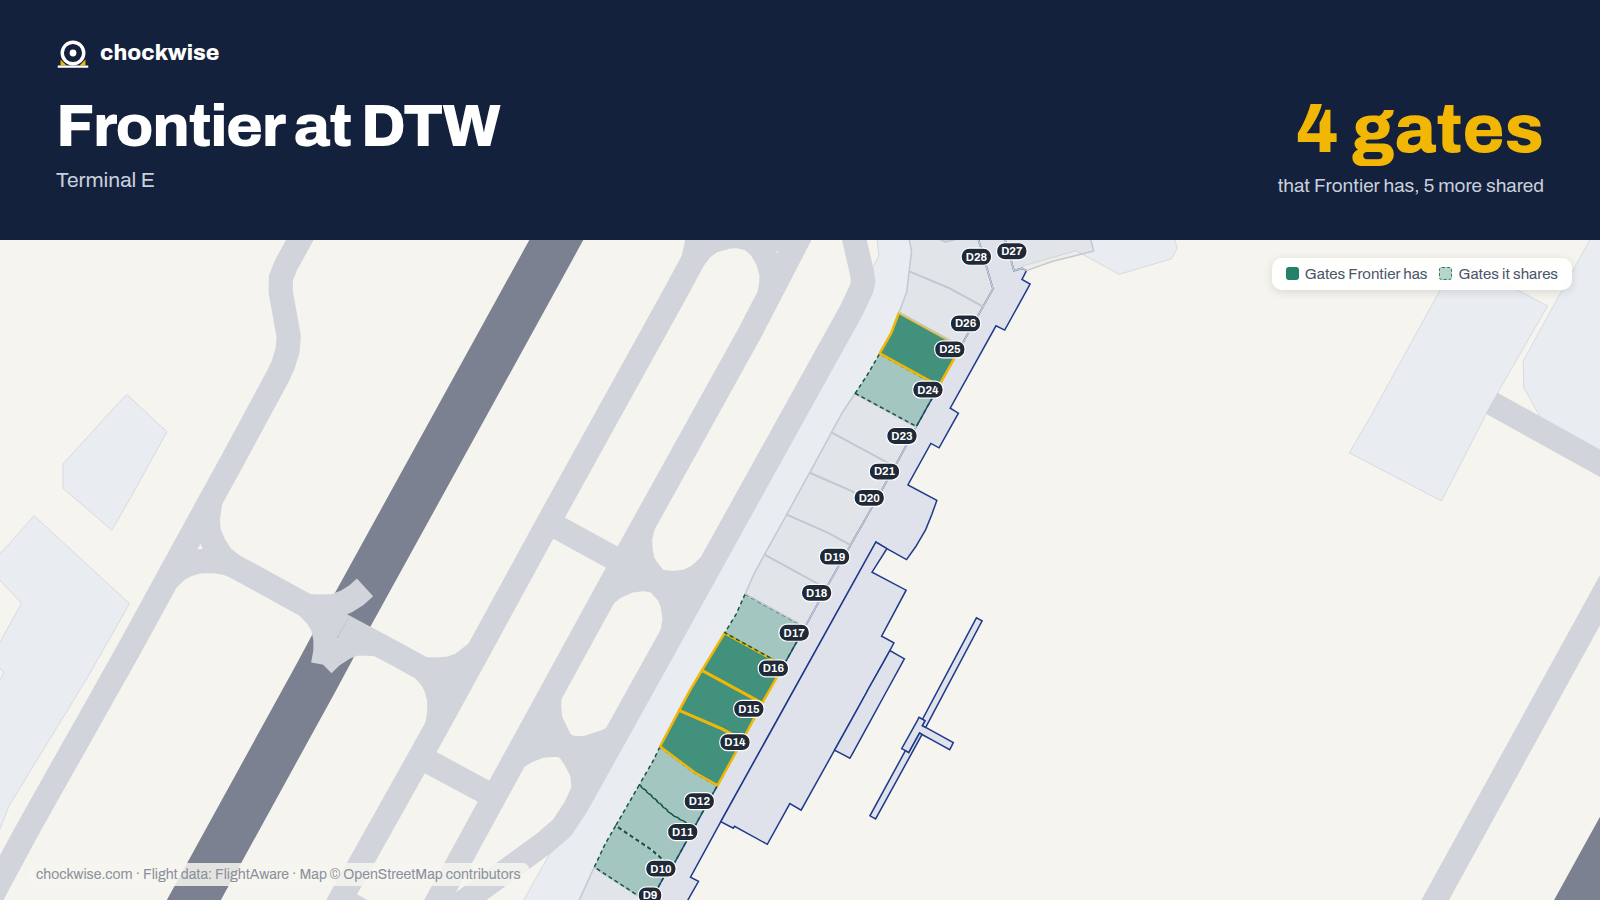 chockwise
Frontier at DTW
Terminal E
4 gates
that Frontier has, 5 more shared
Gates Frontier has
Gates it shares
D28
D27
D26
D25
D24
D23
D21
D20
D19
D18
D17
D16
D15
D14
D12
D11
D10
D9
chockwise.com · Flight data: FlightAware · Map © OpenStreetMap contributors